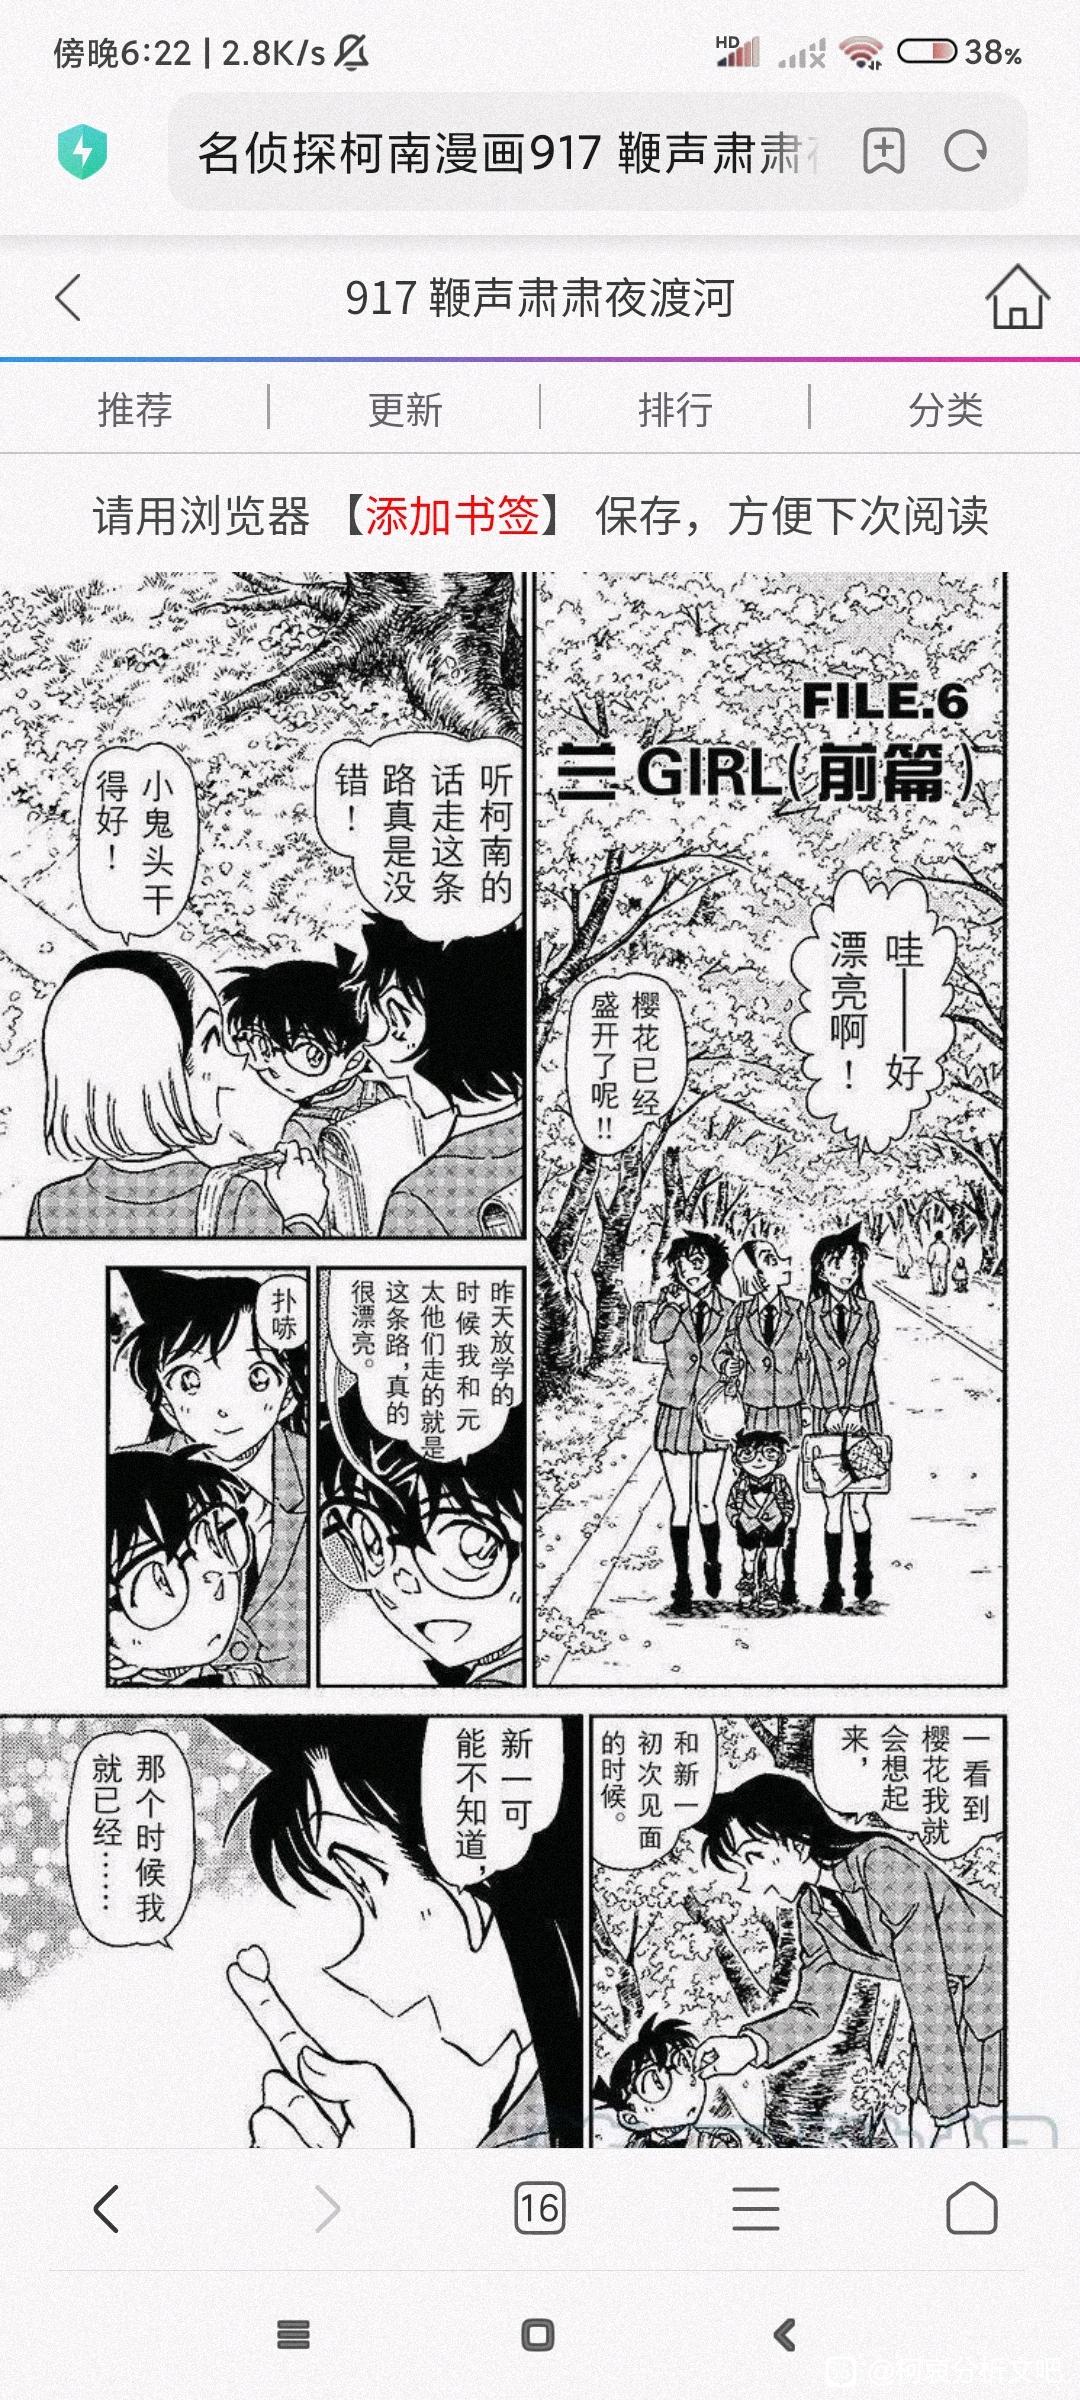 傍晚6:22 | 2.8K/s
HD
38%
名侦探柯南漫画917 鞭声肃肃
917 鞭声肃肃夜渡河
推荐
更新
排行
分类
请用浏览器 【添加书签】 保存，方便下次阅读
FILE.6
兰 GIRL(前篇)
哇——好
漂亮啊！
樱花已经
盛开了呢!!
听柯南的
话走这条
路真是没
错！
小鬼头干
得好！
昨天放学的
时候我和元
太他们走的就是
这条路，真的
很漂亮。
扑哧
一看到
樱花我就
会想起
来，
和新一
初次见面
的时候。
新一可
能不知道，
那个时候我
就已经……
16